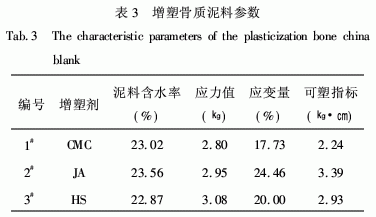 表 3 增塑骨质泥料参数
Tab. 3 The characteristic parameters of the plasticization bone china
blank
编号 增塑剂 泥料含水率 (%) 应力值 (kg) 应变量 (%) 可塑指标 (kg·cm)
1# CMC 23.02 2.80 17.73 2.24
2# JA 23.56 2.95 24.46 3.39
3# HS 22.87 3.08 20.00 2.93